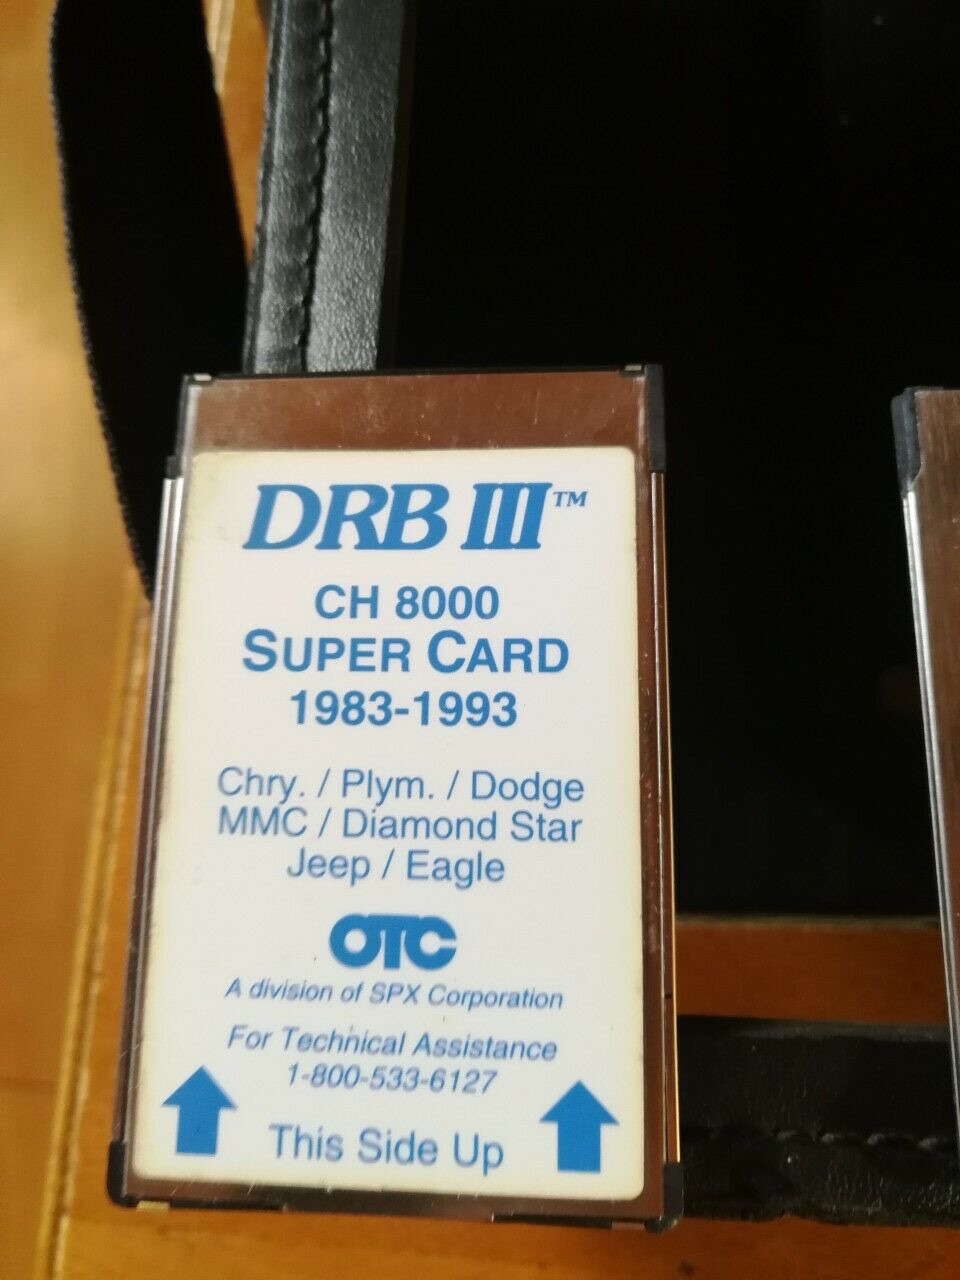 DRB III™
CH 8000
SUPER CARD
1983-1993
Chry. / Plym. / Dodge
MMC / Diamond Star
Jeep / Eagle
OTC
A division of SPX Corporation
For Technical Assistance
1-800-533-6127
This Side Up